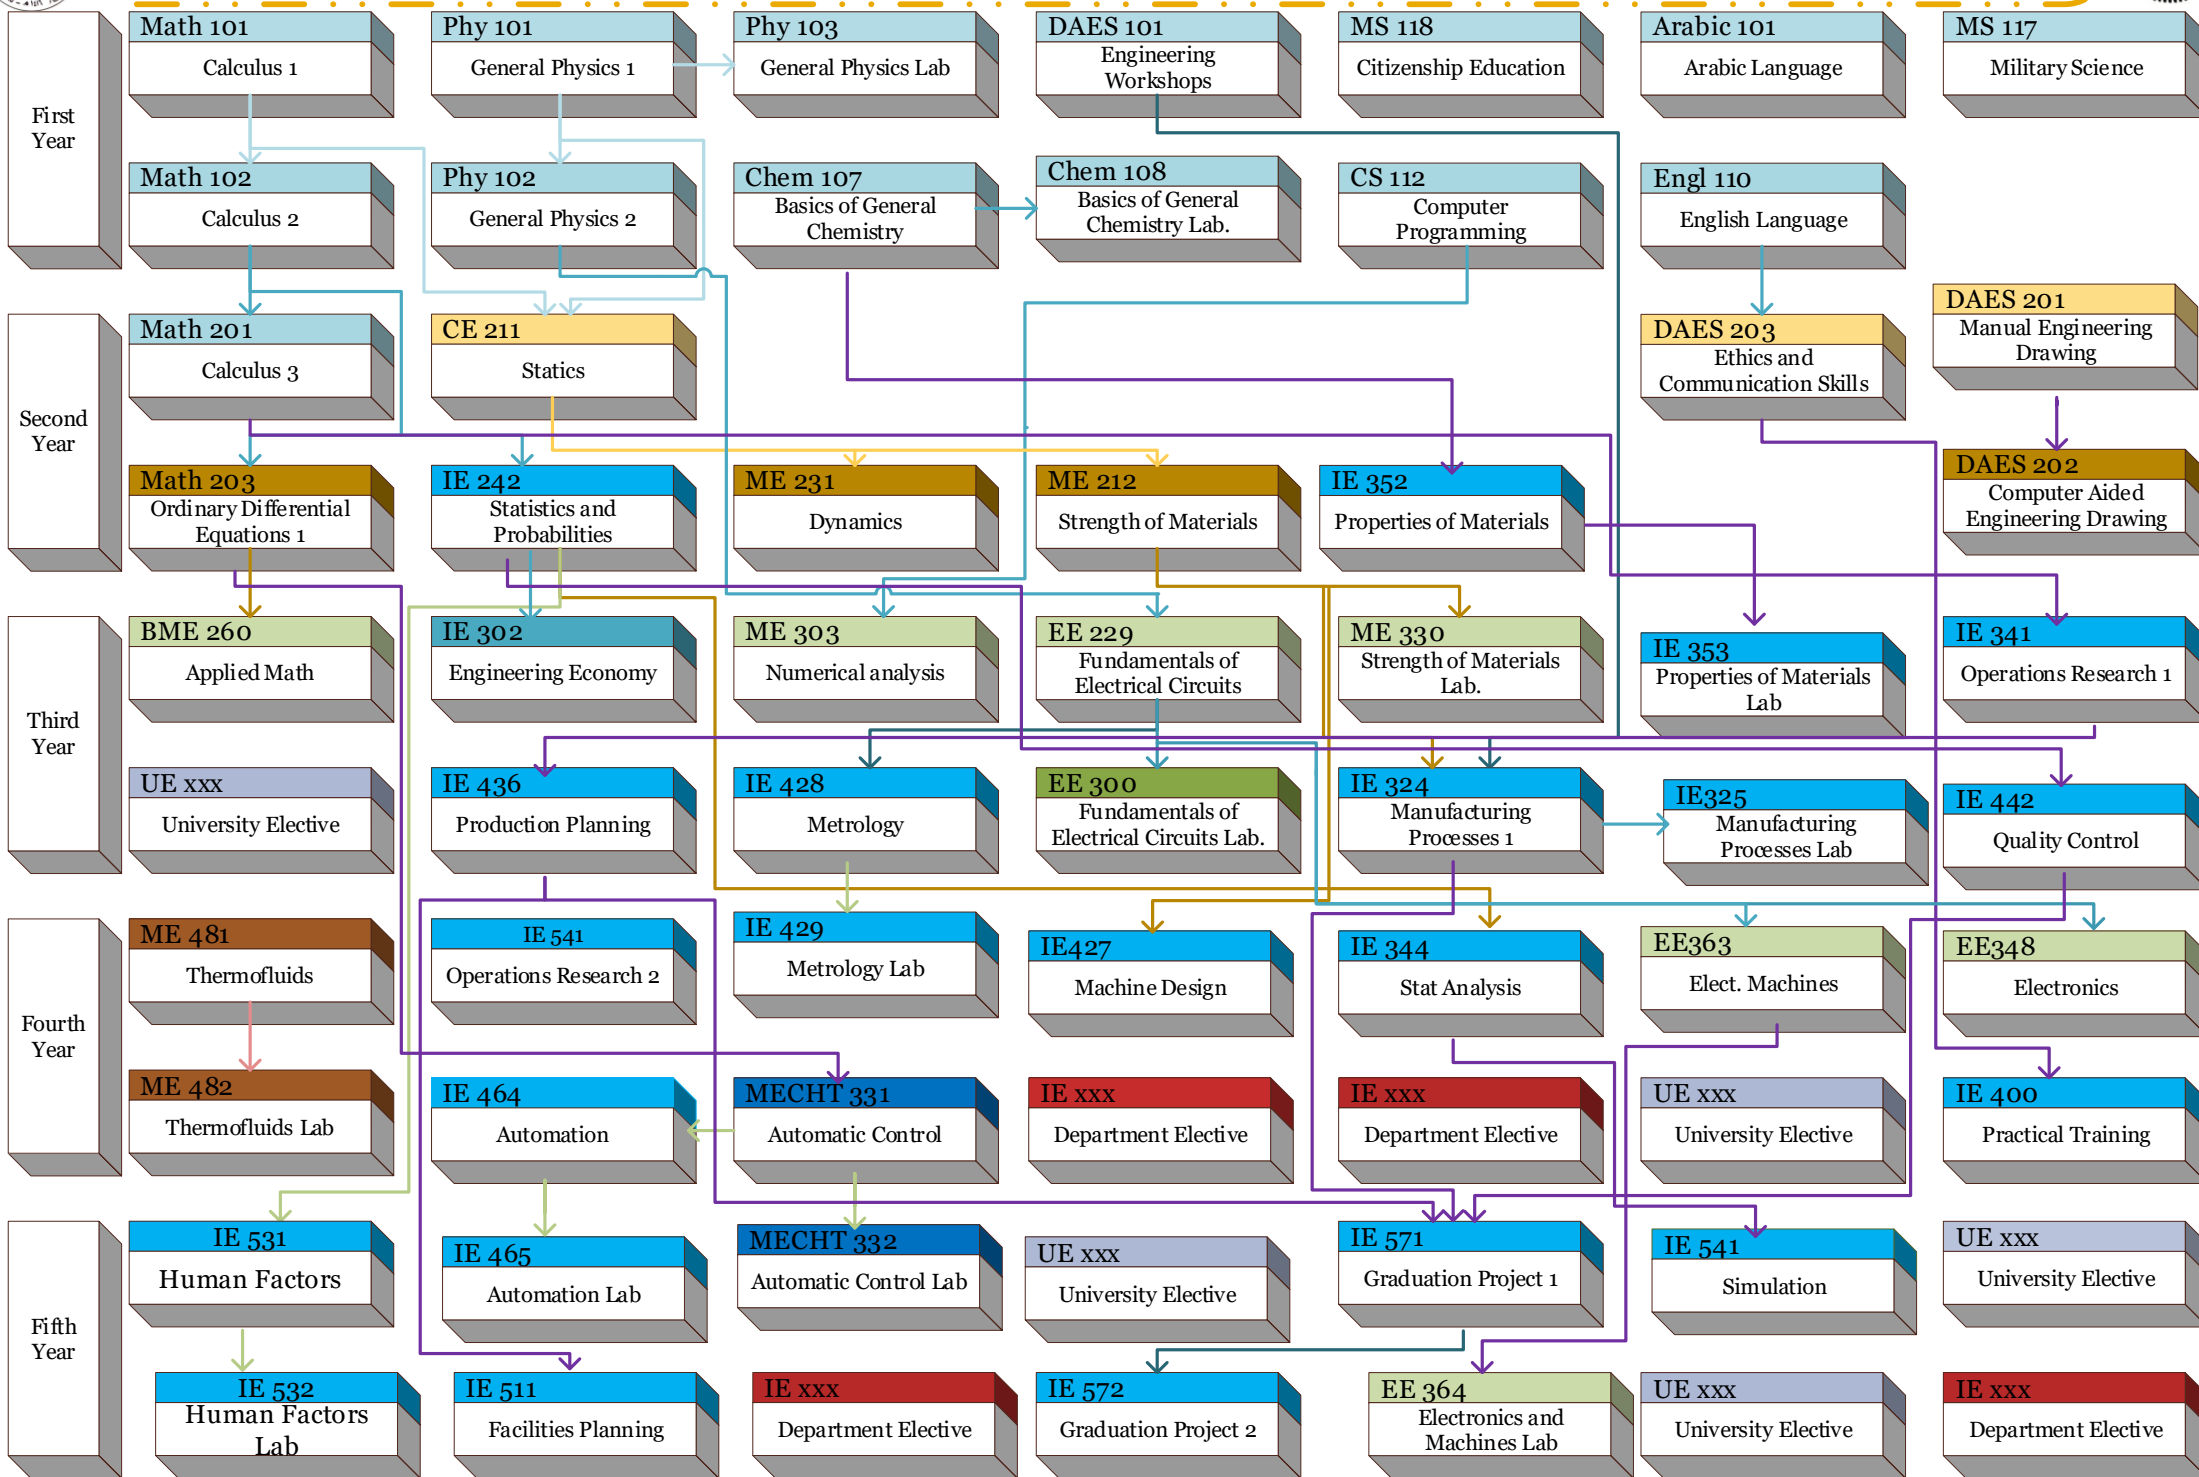 First
Year
Math 101
Calculus 1
Phy 101
General Physics 1
Phy 103
General Physics Lab
DAES 101
Engineering
Workshops
MS 118
Citizenship Education
Arabic 101
Arabic Language
MS 117
Military Science
Math 102
Calculus 2
Phy 102
General Physics 2
Chem 107
Basics of General
Chemistry
Chem 108
Basics of General
Chemistry Lab.
CS 112
Computer
Programming
Engl 110
English Language
Second
Year
Math 201
Calculus 3
CE 211
Statics
DAES 203
Ethics and
Communication Skills
DAES 201
Manual Engineering
Drawing
Math 203
Ordinary Differential
Equations 1
IE 242
Statistics and
Probabilities
ME 231
Dynamics
ME 212
Strength of Materials
IE 352
Properties of Materials
DAES 202
Computer Aided
Engineering Drawing
Third
Year
BME 260
Applied Math
IE 302
Engineering Economy
ME 303
Numerical analysis
EE 229
Fundamentals of
Electrical Circuits
ME 330
Strength of Materials
Lab.
IE 353
Properties of Materials
Lab
IE 341
Operations Research 1
UE xxx
University Elective
IE 436
Production Planning
IE 428
Metrology
EE 300
Fundamentals of
Electrical Circuits Lab.
IE 324
Manufacturing
Processes 1
IE325
Manufacturing
Processes Lab
IE 442
Quality Control
Fourth
Year
ME 481
Thermofluids
IE 541
Operations Research 2
IE 429
Metrology Lab
IE427
Machine Design
IE 344
Stat Analysis
EE363
Elect. Machines
EE348
Electronics
ME 482
Thermofluids Lab
IE 464
Automation
MECHT 331
Automatic Control
IE xxx
Department Elective
IE xxx
Department Elective
UE xxx
University Elective
IE 400
Practical Training
Fifth
Year
IE 531
Human Factors
IE 465
Automation Lab
MECHT 332
Automatic Control Lab
UE xxx
University Elective
IE 571
Graduation Project 1
IE 541
Simulation
UE xxx
University Elective
IE 532
Human Factors
Lab
IE 511
Facilities Planning
IE xxx
Department Elective
IE 572
Graduation Project 2
EE 364
Electronics and
Machines Lab
UE xxx
University Elective
IE xxx
Department Elective